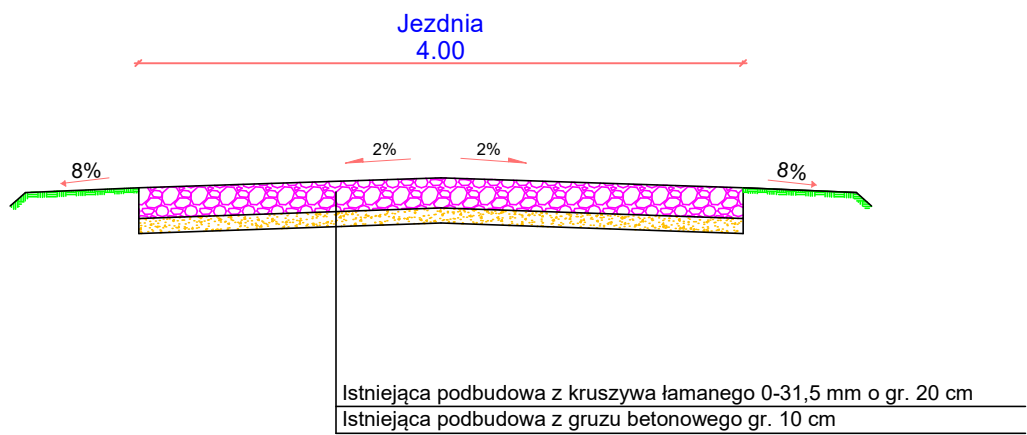 Jezdnia
4.00
2% 2%
8% 8%
Istniejąca podbudowa z kruszywa łamanego 0-31,5 mm o gr. 20 cm
Istniejąca podbudowa z gruzu betonowego gr. 10 cm